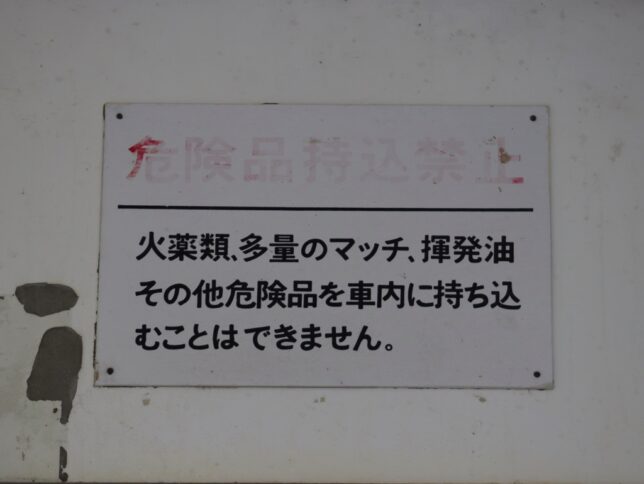 危険品持込禁止
火薬類、多量のマッチ、揮発油
その他危険品を車内に持ち込
むことはできません。